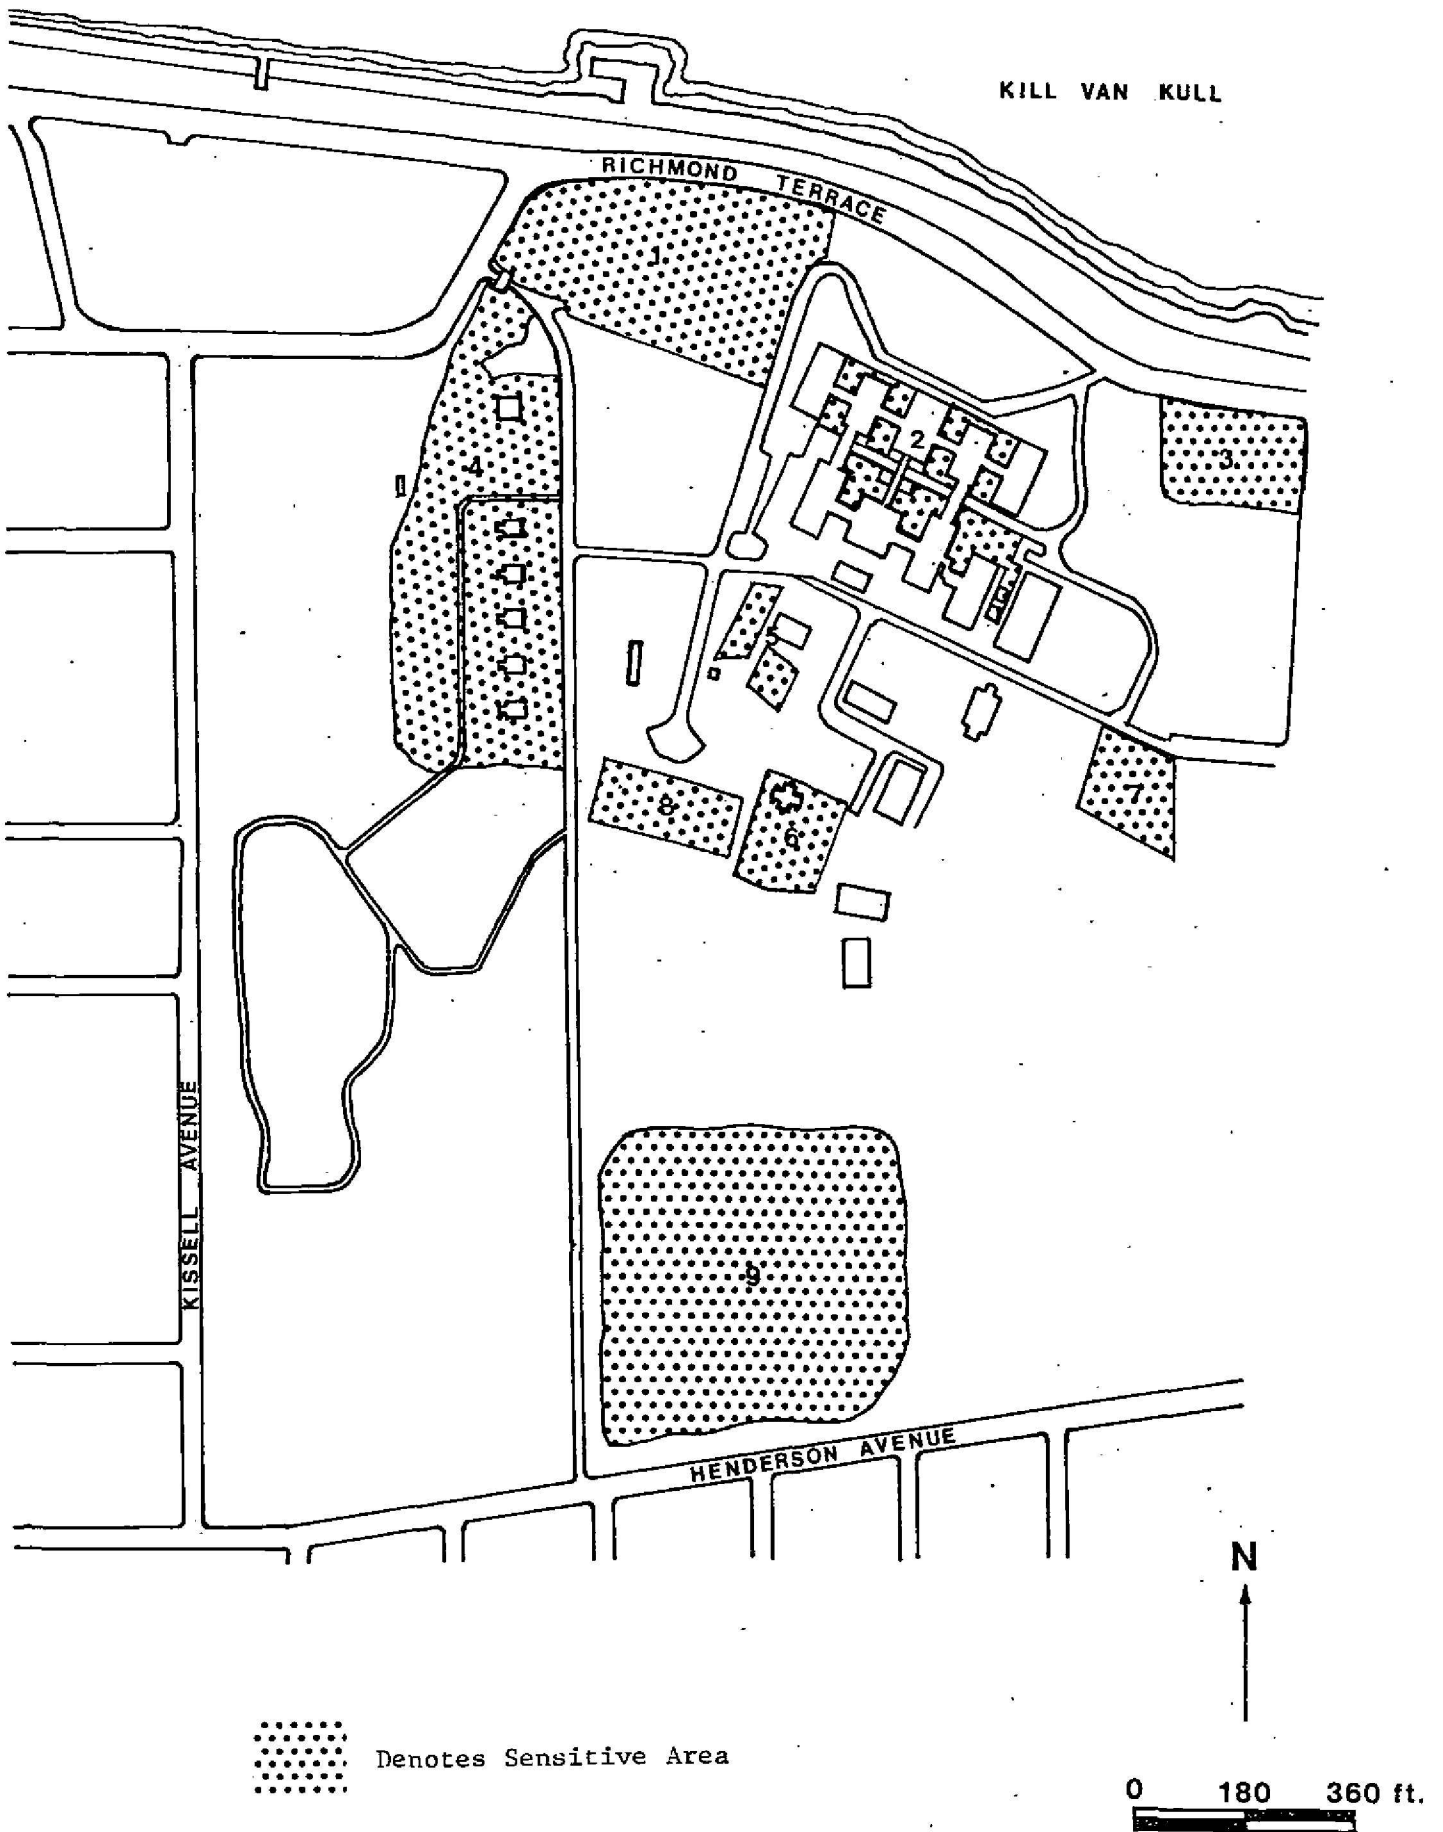 KILL VAN KULL
RICHMOND TERRACE
1
2
3
4
8
6
7
KISSELL AVENUE
9
HENDERSON AVENUE
N
Denotes Sensitive Area
0 180 360 ft.